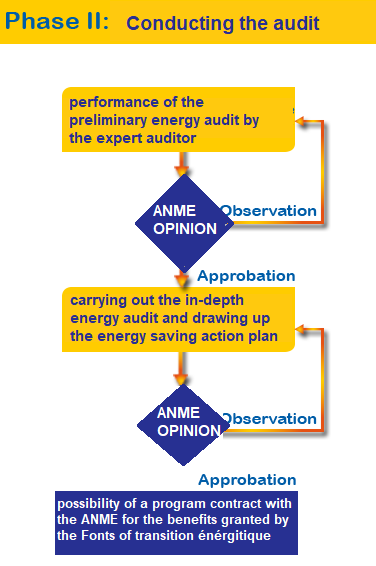 Phase II: Conducting the audit
performance of the
preliminary energy audit by
the expert auditor
ANME
OPINION
Observation
Approbation
carrying out the in-depth
energy audit and drawing up
the energy saving action plan
ANME
OPINION
Observation
Approbation
possibility of a program contract with
the ANME for the benefits granted by
the Fonts of transition énérgitique